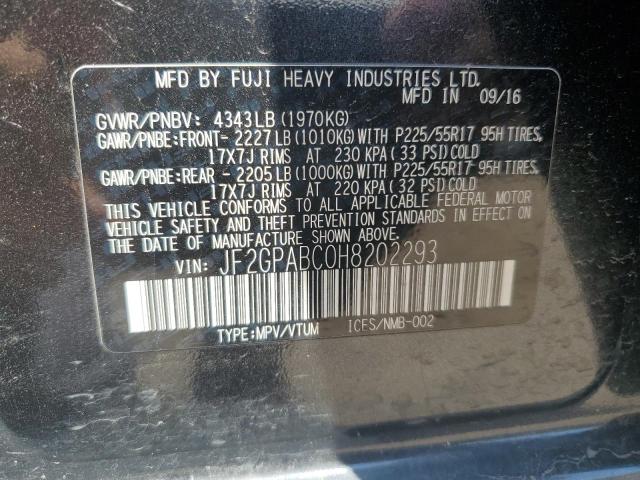 MFD BY FUJI HEAVY INDUSTRIES LTD.
MFD IN 09/16
GVWR/PNBV: 4343LB(1970KG)
GAWR/PNBE:FRONT- 2227LB(1010KG)WITH P225/55R17 95H TIRES,
17X7J RIMS AT 230 KPA(33 PSI)COLD
GAWR/PNBE:REAR - 2205LB(1000KG)WITH P225/55R17 95H TIRES,
17X7J RIMS AT 220 KPA(32 PSI)COLD
THIS VEHICLE CONFORMS TO ALL APPLICABLE FEDERAL MOTOR
VEHICLE SAFETY AND THEFT PREVENTION STANDARDS IN EFFECT ON
THE DATE OF MANUFACTURE SHOWN ABOVE.
VIN: JF2GPABC0H8202293
TYPE:MPV/VTUM ICFS/NMB-002